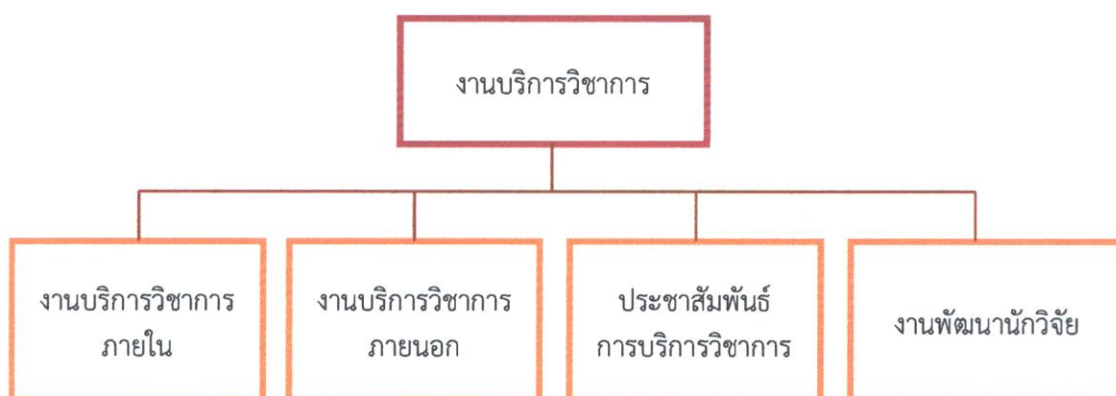 งานบริการวิชาการ
งานบริการวิชาการ
ภายใน
งานบริการวิชาการ
ภายนอก
ประชาสัมพันธ์
การบริการวิชาการ
งานพัฒนานักวิจัย